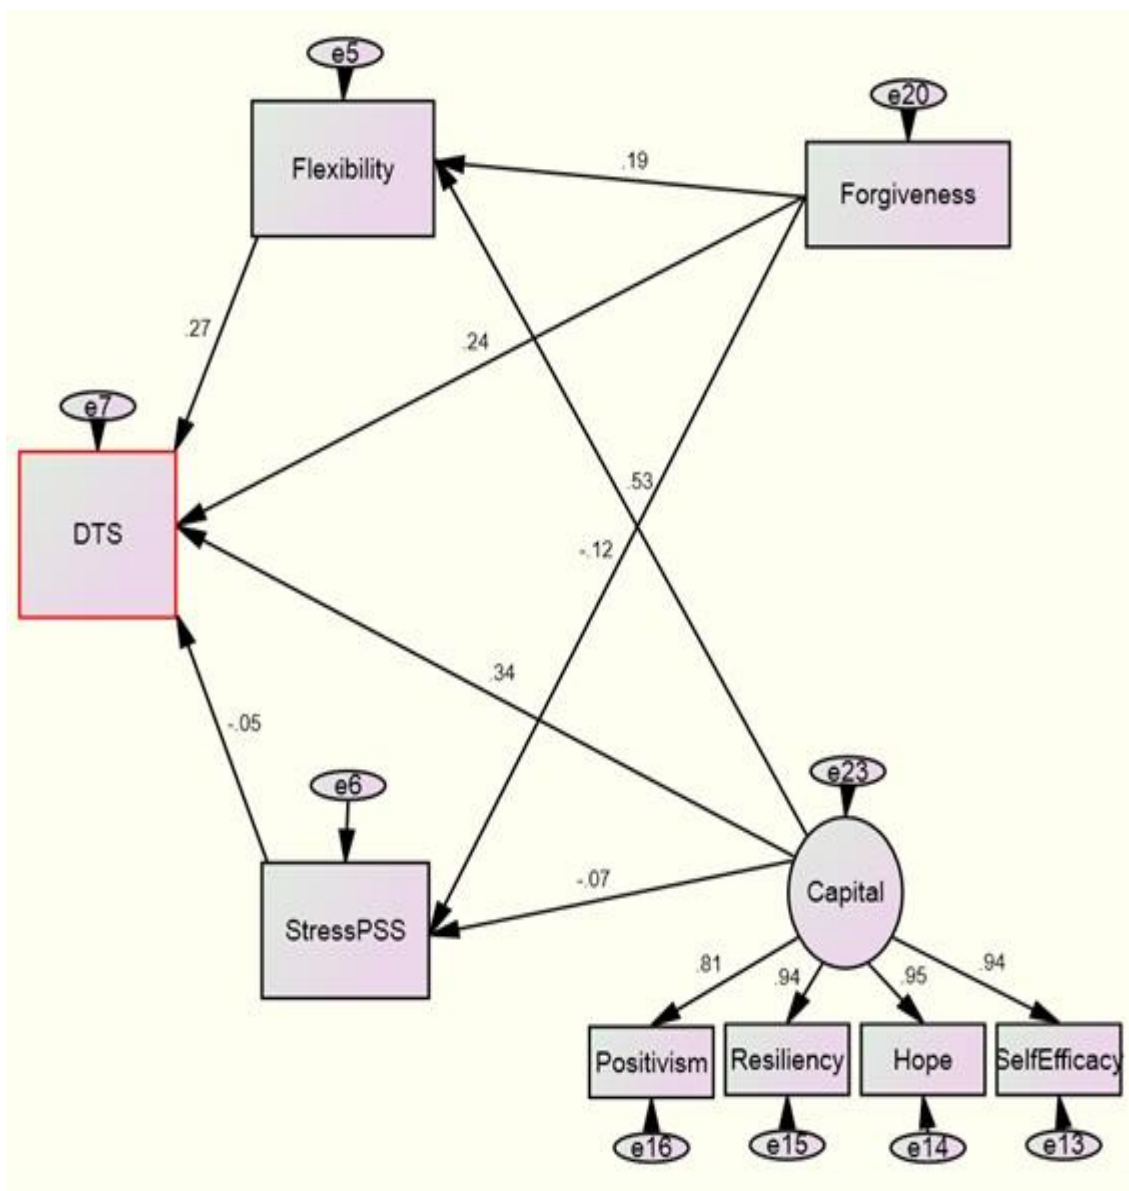 e5
e20
Flexibility
.19
Forgiveness
.27
.24
e7
.53
DTS
-.12
.34
-.05
e6
e23
-.07
Capital
StressPSS
.81
.94
.95
.94
Positivism
Resiliency
Hope
SelfEfficacy
e16
e15
e14
e13